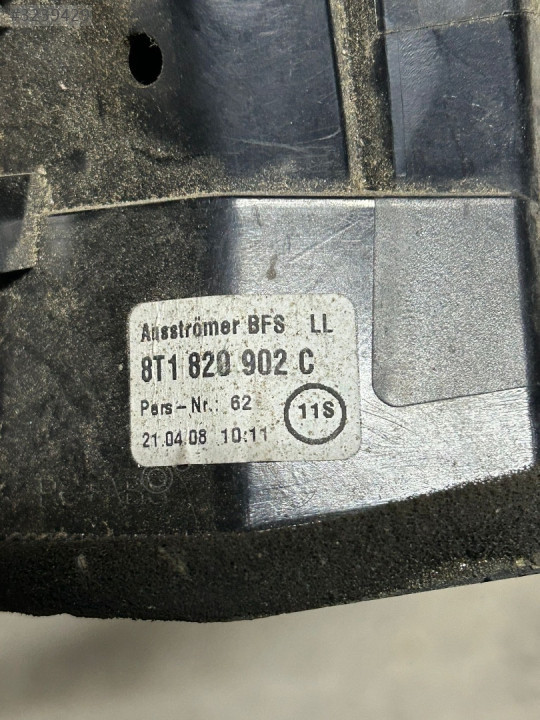 Ausströmer BFS LL
8T1 820 902 C
Pers-Nr.: 62
11S
21.04.08 10:11